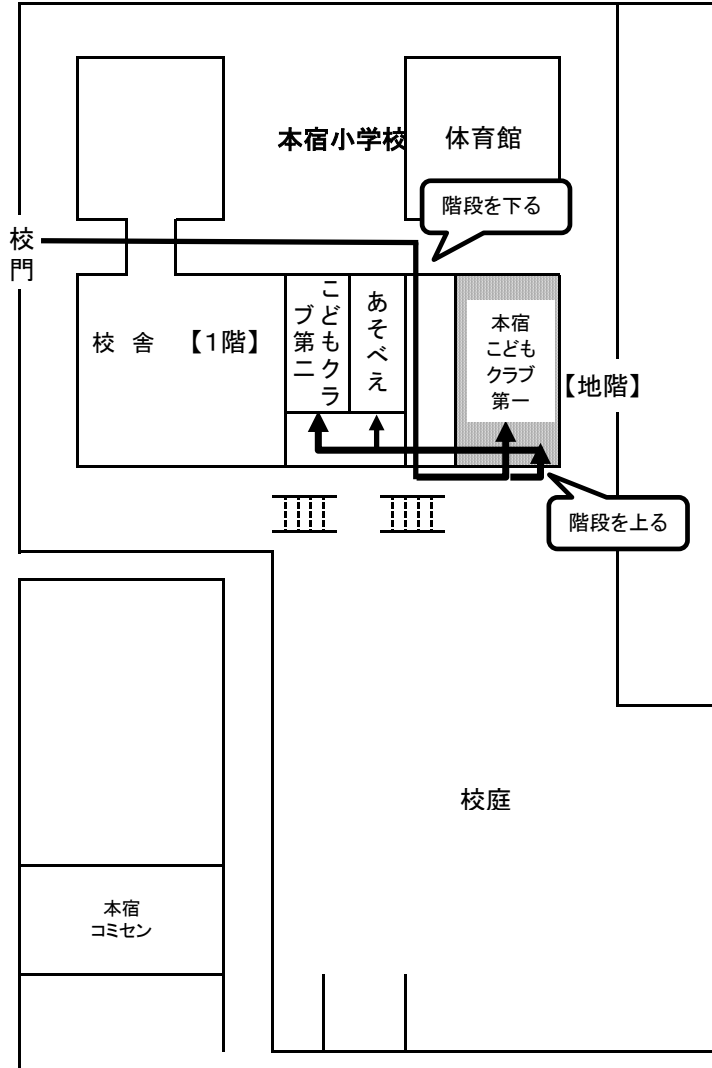 本宿小学校
体育館
階段を下る
校門
校 舎 【1階】
こどもクラ
ブ第二
あそべえ
本宿
こども
クラブ
第一
【地階】
階段を上る
校庭
本宿
コミセン